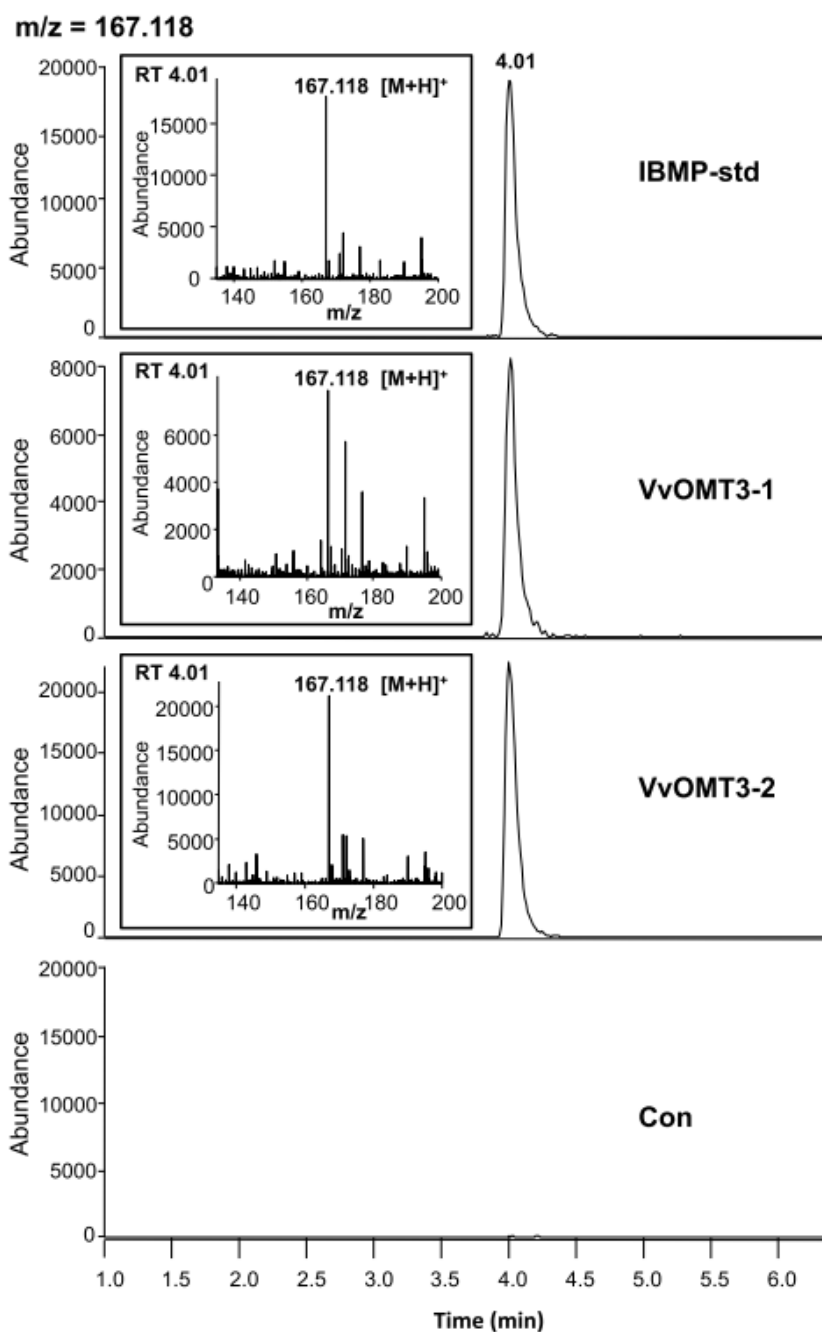 m/z = 167.118
20000
15000
10000
5000
0
Abundance
RT 4.01
167.118 [M+H]+
15000
10000
5000
0
Abundance
140 160 180 200
m/z
4.01
IBMP-std
8000
6000
4000
2000
0
Abundance
RT 4.01
167.118 [M+H]+
6000
4000
2000
0
Abundance
140 160 180 200
m/z
VvOMT3-1
20000
15000
10000
5000
0
Abundance
RT 4.01
167.118 [M+H]+
20000
15000
10000
5000
0
Abundance
140 160 180 200
m/z
VvOMT3-2
20000
15000
10000
5000
0
Abundance
Con
1.0 1.5 2.0 2.5 3.0 3.5 4.0 4.5 5.0 5.5 6.0
Time (min)